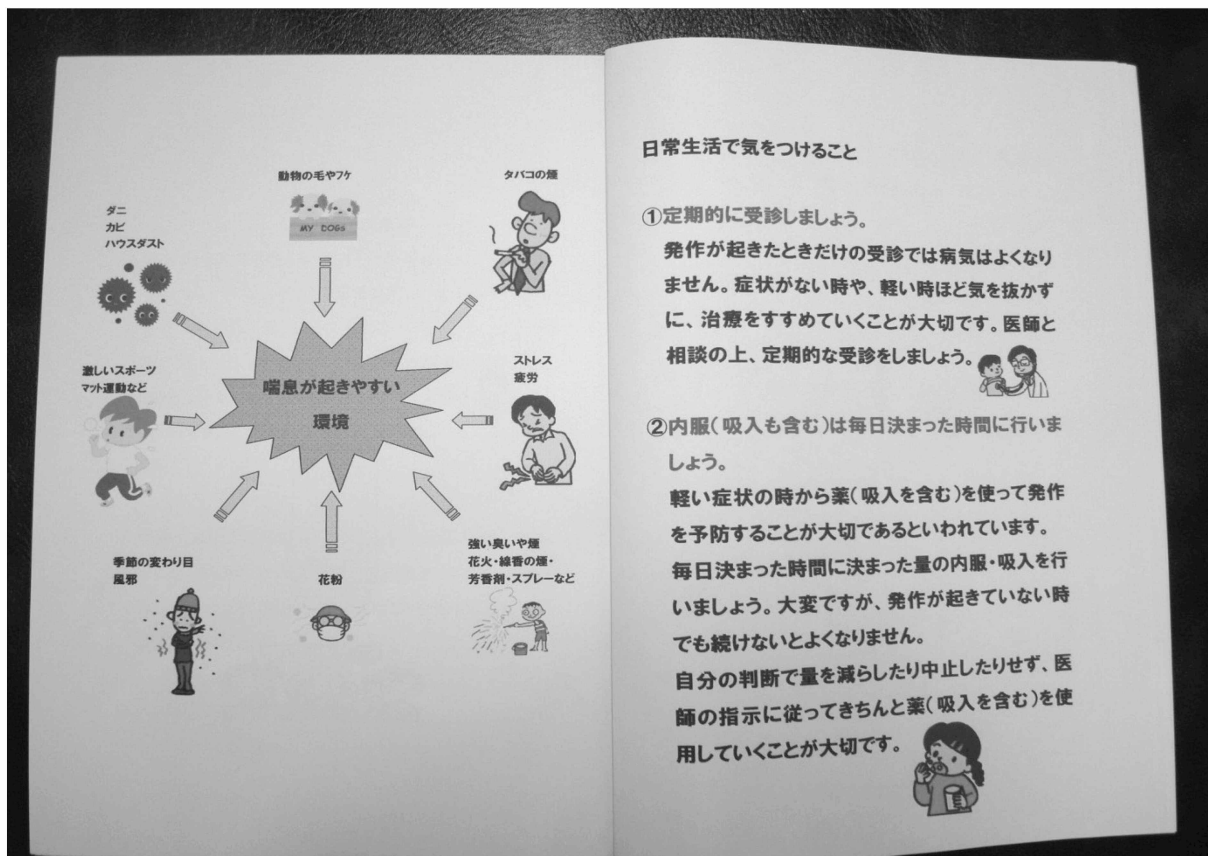 動物の毛やフケ
MY DOGS
タバコの煙
ダニ
カビ
ハウスダスト
激しいスポーツ
マット運動など
喘息が起きやすい
環境
ストレス
疲労
季節の変わり目
風邪
花粉
強い臭いや煙
花火・線香の煙・
芳香剤・スプレーなど
日常生活で気をつけること
①定期的に受診しましょう。
発作が起きたときだけの受診では病気はよくなり
ません。症状がない時や、軽い時ほど気を抜かず
に、治療をすすめていくことが大切です。医師と
相談の上、定期的な受診をしましょう。
②内服(吸入も含む)は毎日決まった時間に行いま
しょう。
軽い症状の時から薬(吸入を含む)を使って発作
を予防することが大切であるといわれています。
毎日決まった時間に決まった量の内服・吸入を行
いましょう。大変ですが、発作が起きていない時
でも続けないとよくなりません。
自分の判断で量を減らしたり中止したりせず、医
師の指示に従ってきちんと薬(吸入を含む)を使
用していくことが大切です。